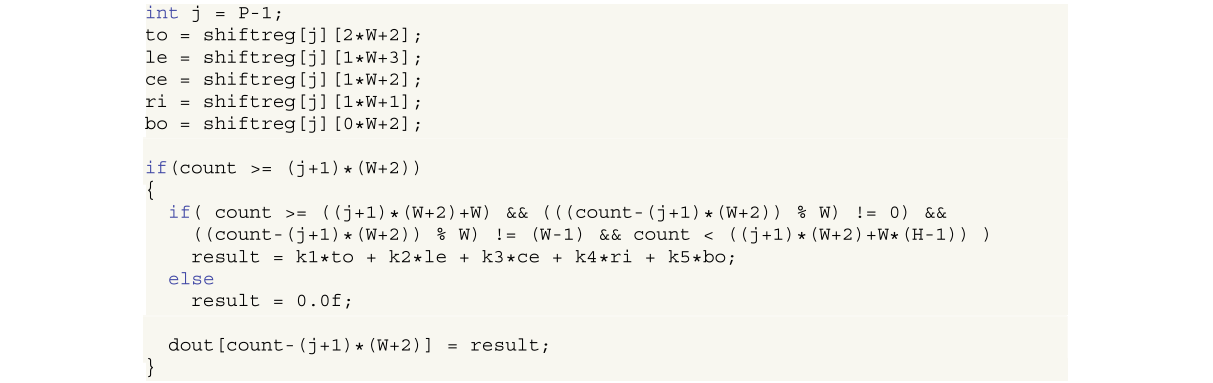 int j = P-1;
to = shiftreg[j][2*W+2];
le = shiftreg[j][1*W+3];
ce = shiftreg[j][1*W+2];
ri = shiftreg[j][1*W+1];
bo = shiftreg[j][0*W+2];

if(count >= (j+1)*(W+2))
{
  if( count >= ((j+1)*(W+2)+W) && (((count-(j+1)*(W+2)) % W) != 0) &&
    ((count-(j+1)*(W+2)) % W) != (W-1) && count < ((j+1)*(W+2)+W*(H-1)) )
    result = k1*to + k2*le + k3*ce + k4*ri + k5*bo;
  else
    result = 0.0f;

  dout[count-(j+1)*(W+2)] = result;
}